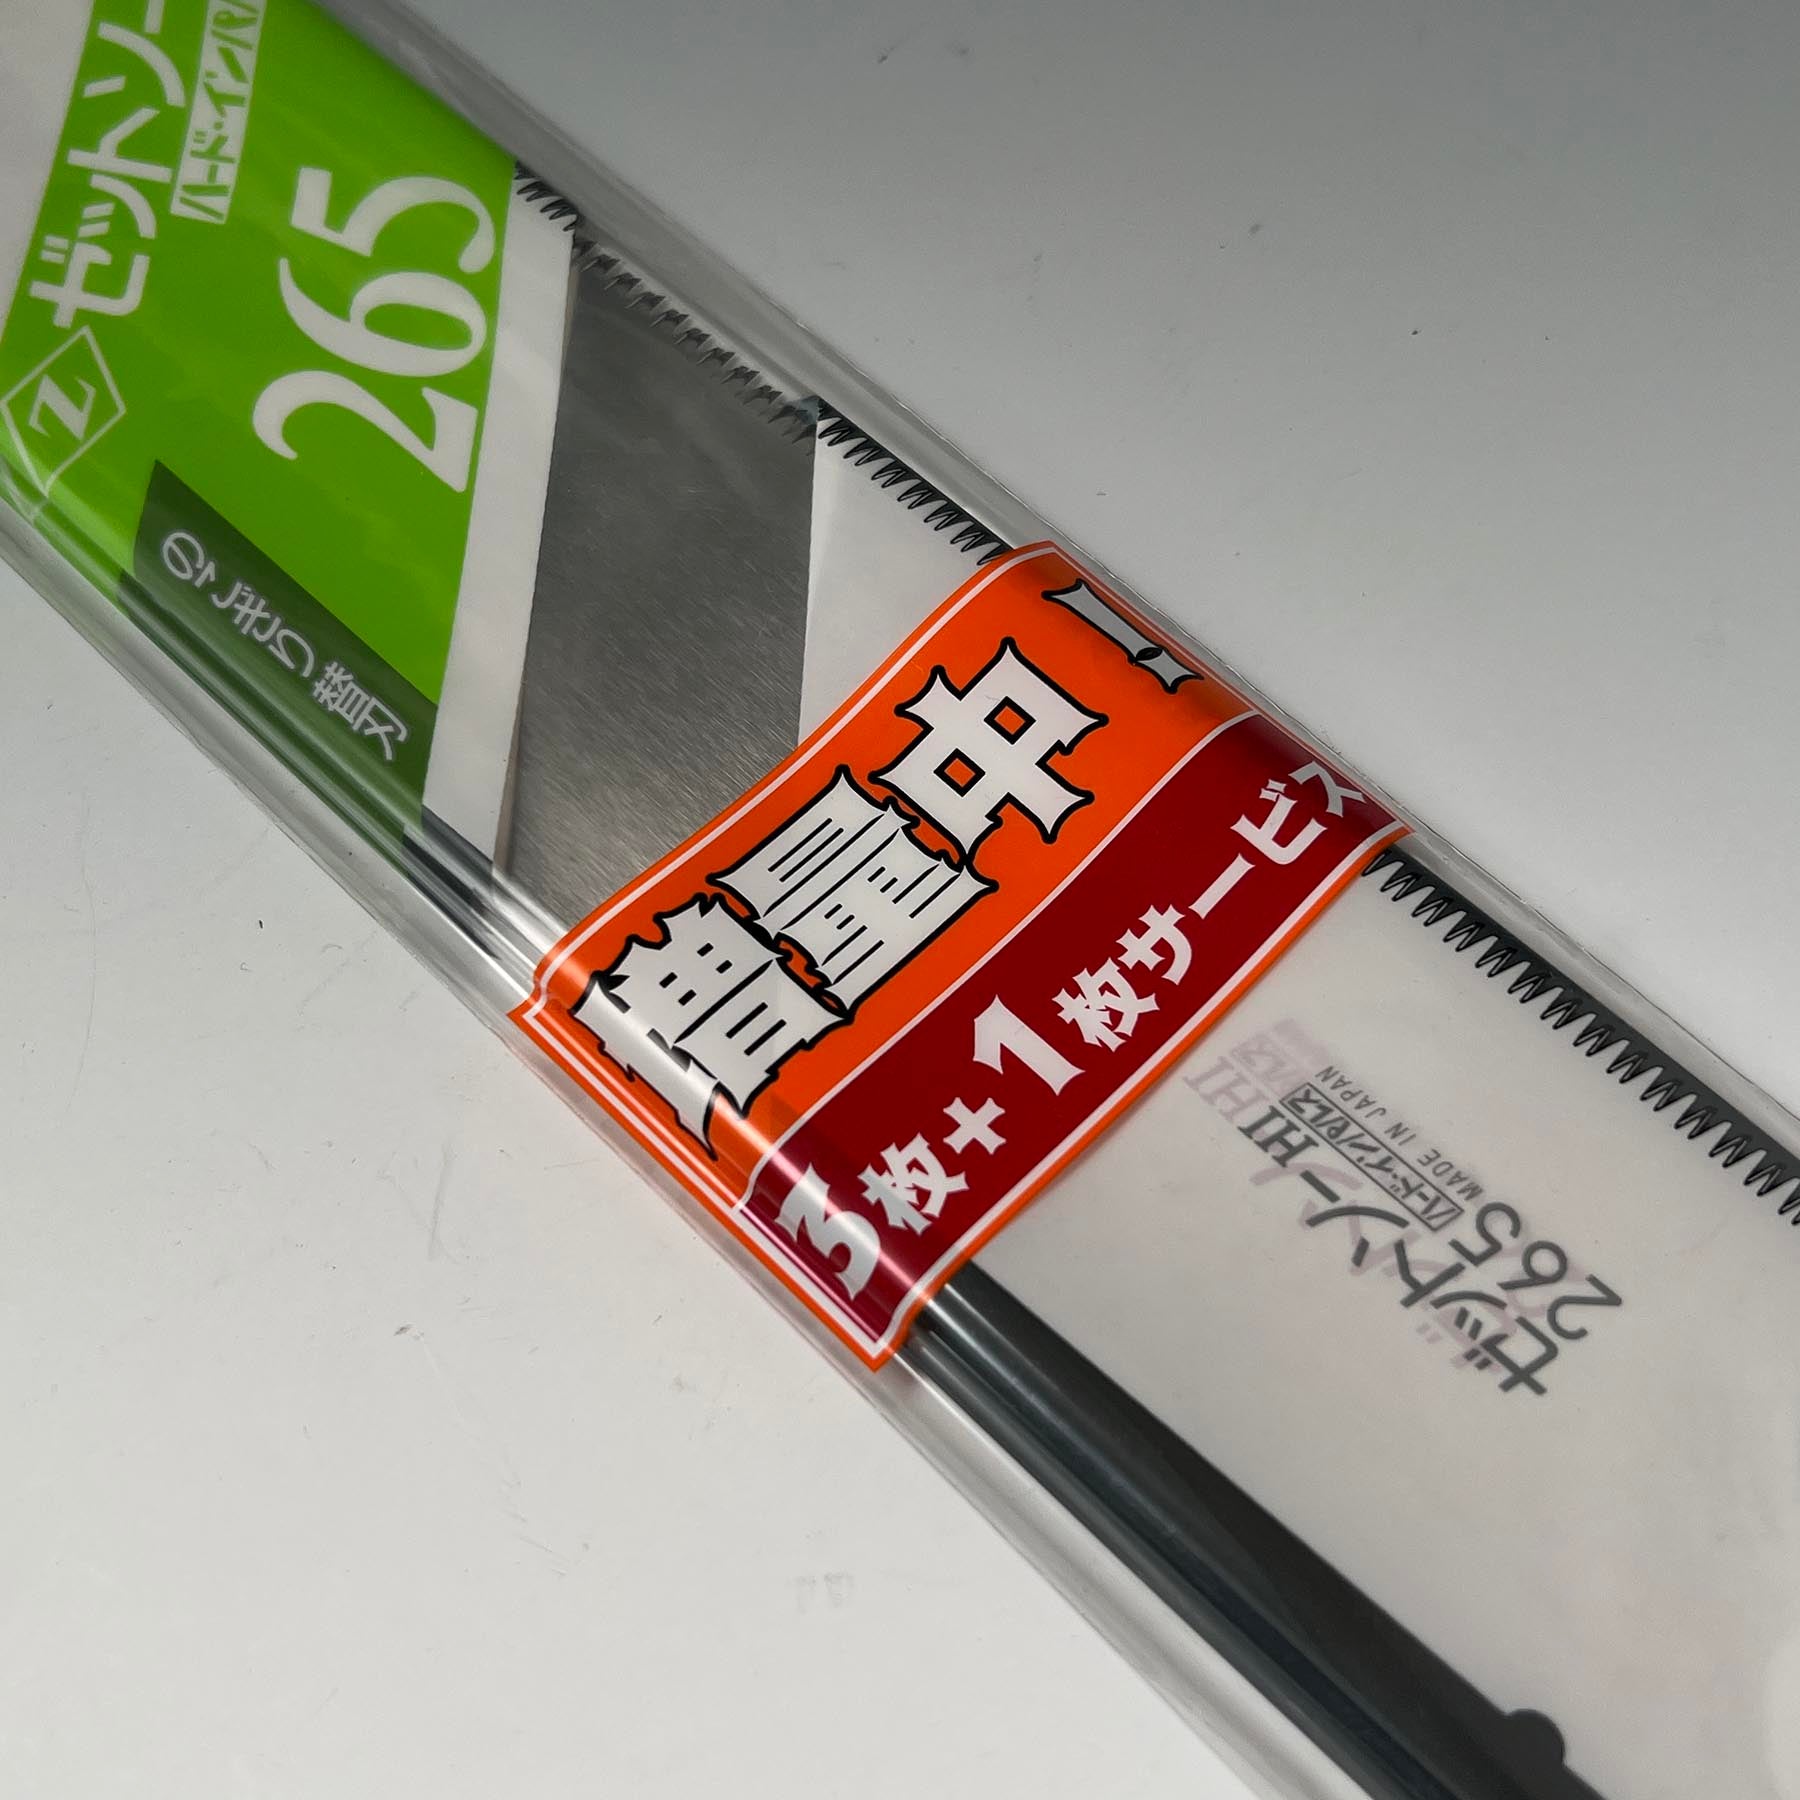 Z ゼットソー
ハード・インパ
265
のこぎり替刃
増量中!
3枚+1枚サービス
ゼットソーHI
ハード・インパルス
MADE IN JAPAN
265